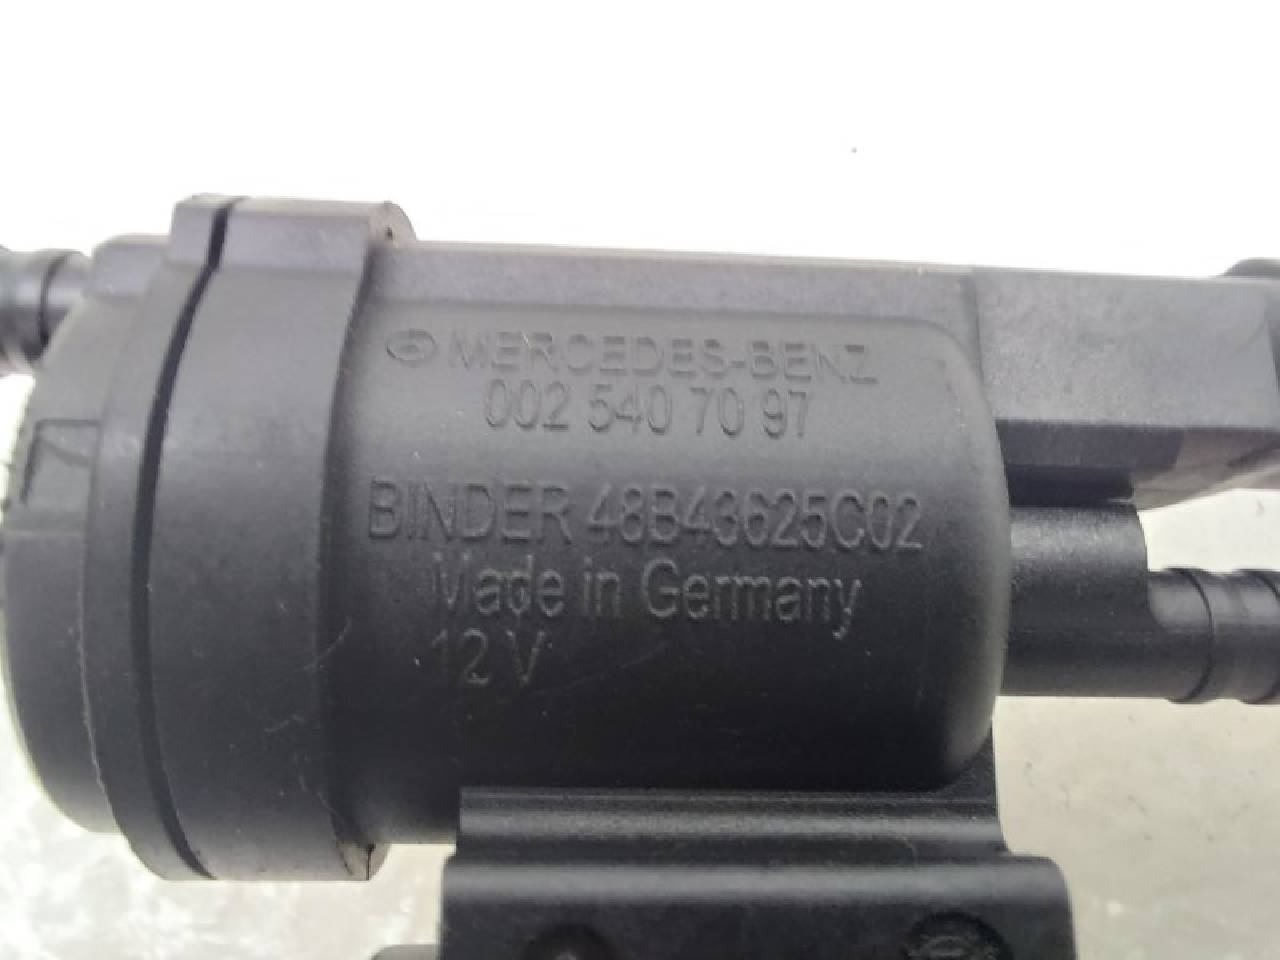 MERCEDES-BENZ
002 540 70 97
BINDER 48B43625C02
Made in Germany
12 V